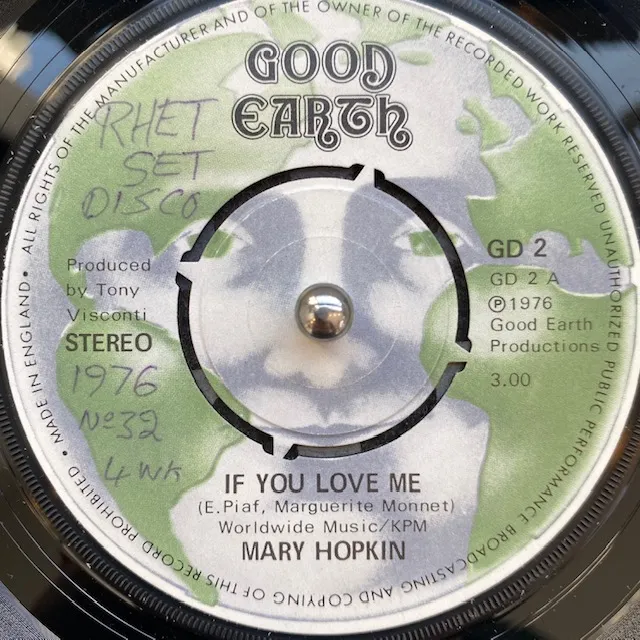 • ALL RIGHTS OF THE MANUFACTURER AND OF THE OWNER OF THE RECORDED WORK RESERVED UNAUTHORIZED PUBLIC PERFORMANCE BROADCASTING AND COPYING OF THIS RECORD PROHIBITED • MADE IN ENGLAND
GOOD
EARTH
RHET
SET
DISCO
Produced
by Tony
Visconti
STEREO
1976
Nº32
4 WK
GD 2
GD 2 A
℗1976
Good Earth
Productions
3.00
IF YOU LOVE ME
(E.Piaf, Marguerite Monnet)
Worldwide Music/KPM
MARY HOPKIN